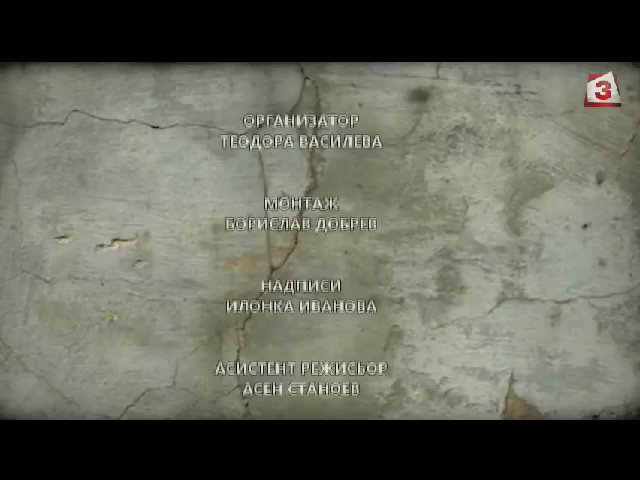 3
ОРГАНИЗАТОР
ТЕОДОРА ВАСИЛЕВА
МОНТАЖ
БОРИСЛАВ ДОБРЕВ
НАДПИСИ
ИЛОНКА ИВАНОВА
АСИСТЕНТ РЕЖИСЬОР
АСЕН СТАНОЕВ